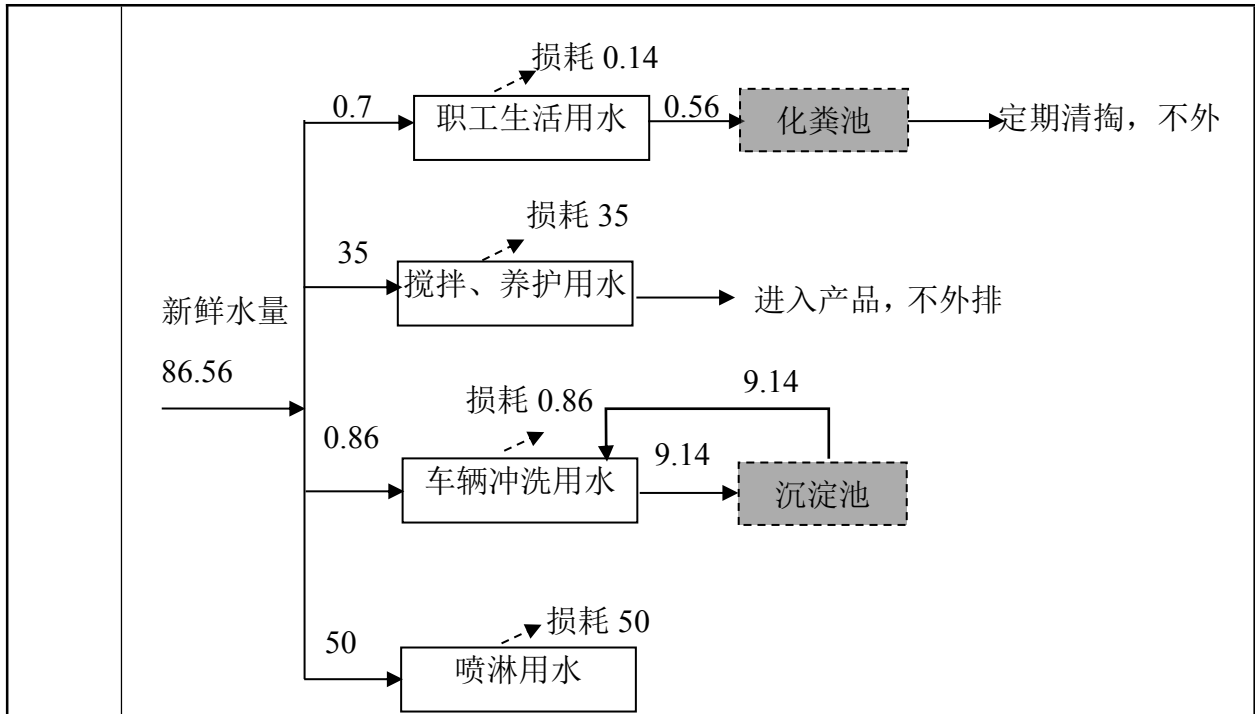 损耗 0.14
0.7
职工生活用水
0.56
化粪池
定期清掏，不外
损耗 35
35
搅拌、养护用水
进入产品，不外排
新鲜水量
86.56
损耗 0.86
9.14
0.86
车辆冲洗用水
9.14
沉淀池
损耗 50
50
喷淋用水